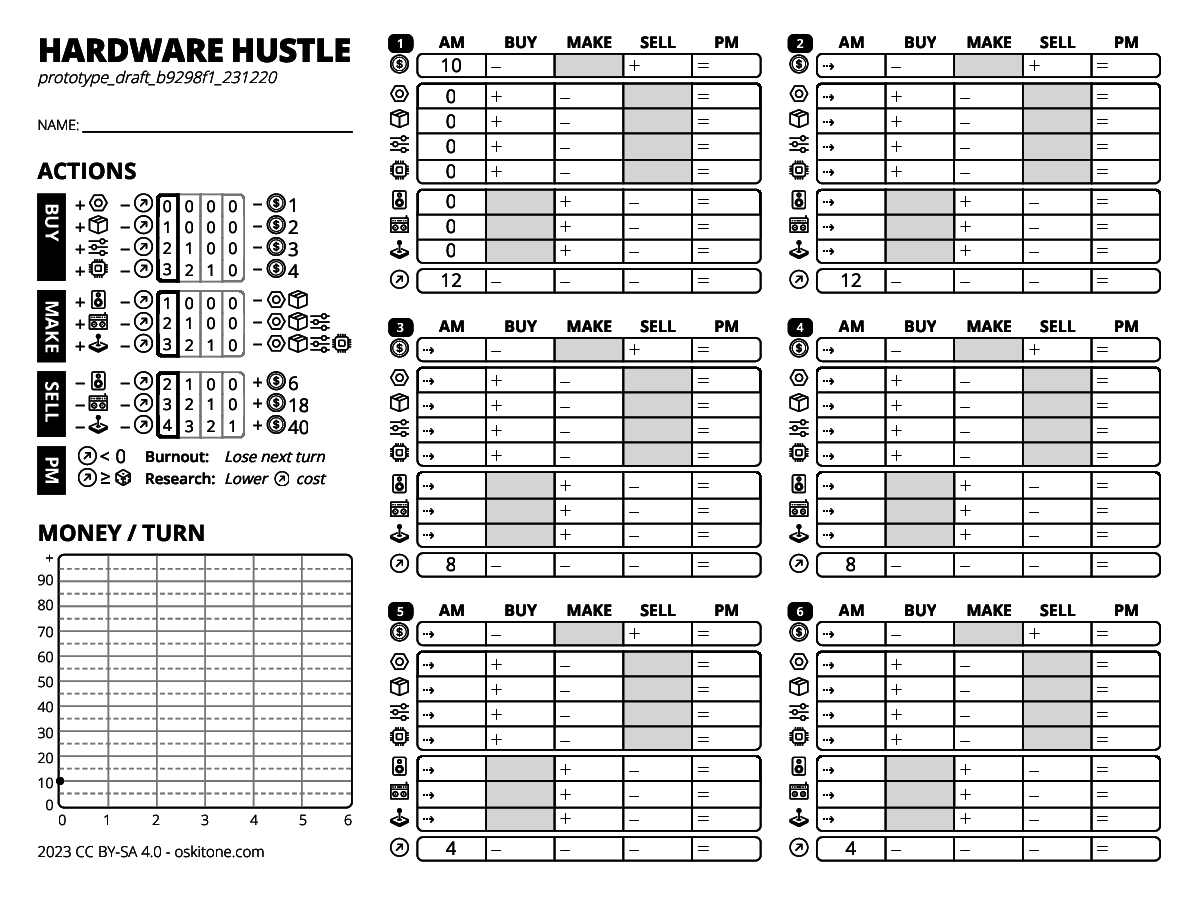 HARDWARE HUSTLE
prototype_draft_b9298f1_231220
NAME:
ACTIONS
BUY
+ − 0 0 0 0 − $ 1
+ − 1 0 0 0 − $ 2
+ − 2 1 0 0 − $ 3
+ − 3 2 1 0 − $ 4
MAKE
+ − 1 0 0 0 −
+ − 2 1 0 0 −
+ − 3 2 1 0 −
SELL
− − 2 1 0 0 + $ 6
− − 3 2 1 0 + $ 18
− − 4 3 2 1 + $ 40
PM
< 0 Burnout: Lose next turn
≥ Research: Lower cost
MONEY / TURN
+
90
80
70
60
50
40
30
20
10
0
0 1 2 3 4 5 6
2023 CC BY-SA 4.0 - oskitone.com
1 AM BUY MAKE SELL PM
$ 10 − + =
0 + − =
0 + − =
0 + − =
0 + − =
0 + − =
0 + − =
0 + − =
12 − − − =
2 AM BUY MAKE SELL PM
$ ⇢ − + =
⇢ + − =
⇢ + − =
⇢ + − =
⇢ + − =
⇢ + − =
⇢ + − =
⇢ + − =
12 − − − =
3 AM BUY MAKE SELL PM
$ ⇢ − + =
⇢ + − =
⇢ + − =
⇢ + − =
⇢ + − =
⇢ + − =
⇢ + − =
⇢ + − =
8 − − − =
4 AM BUY MAKE SELL PM
$ ⇢ − + =
⇢ + − =
⇢ + − =
⇢ + − =
⇢ + − =
⇢ + − =
⇢ + − =
⇢ + − =
8 − − − =
5 AM BUY MAKE SELL PM
$ ⇢ − + =
⇢ + − =
⇢ + − =
⇢ + − =
⇢ + − =
⇢ + − =
⇢ + − =
⇢ + − =
4 − − − =
6 AM BUY MAKE SELL PM
$ ⇢ − + =
⇢ + − =
⇢ + − =
⇢ + − =
⇢ + − =
⇢ + − =
⇢ + − =
⇢ + − =
4 − − − =